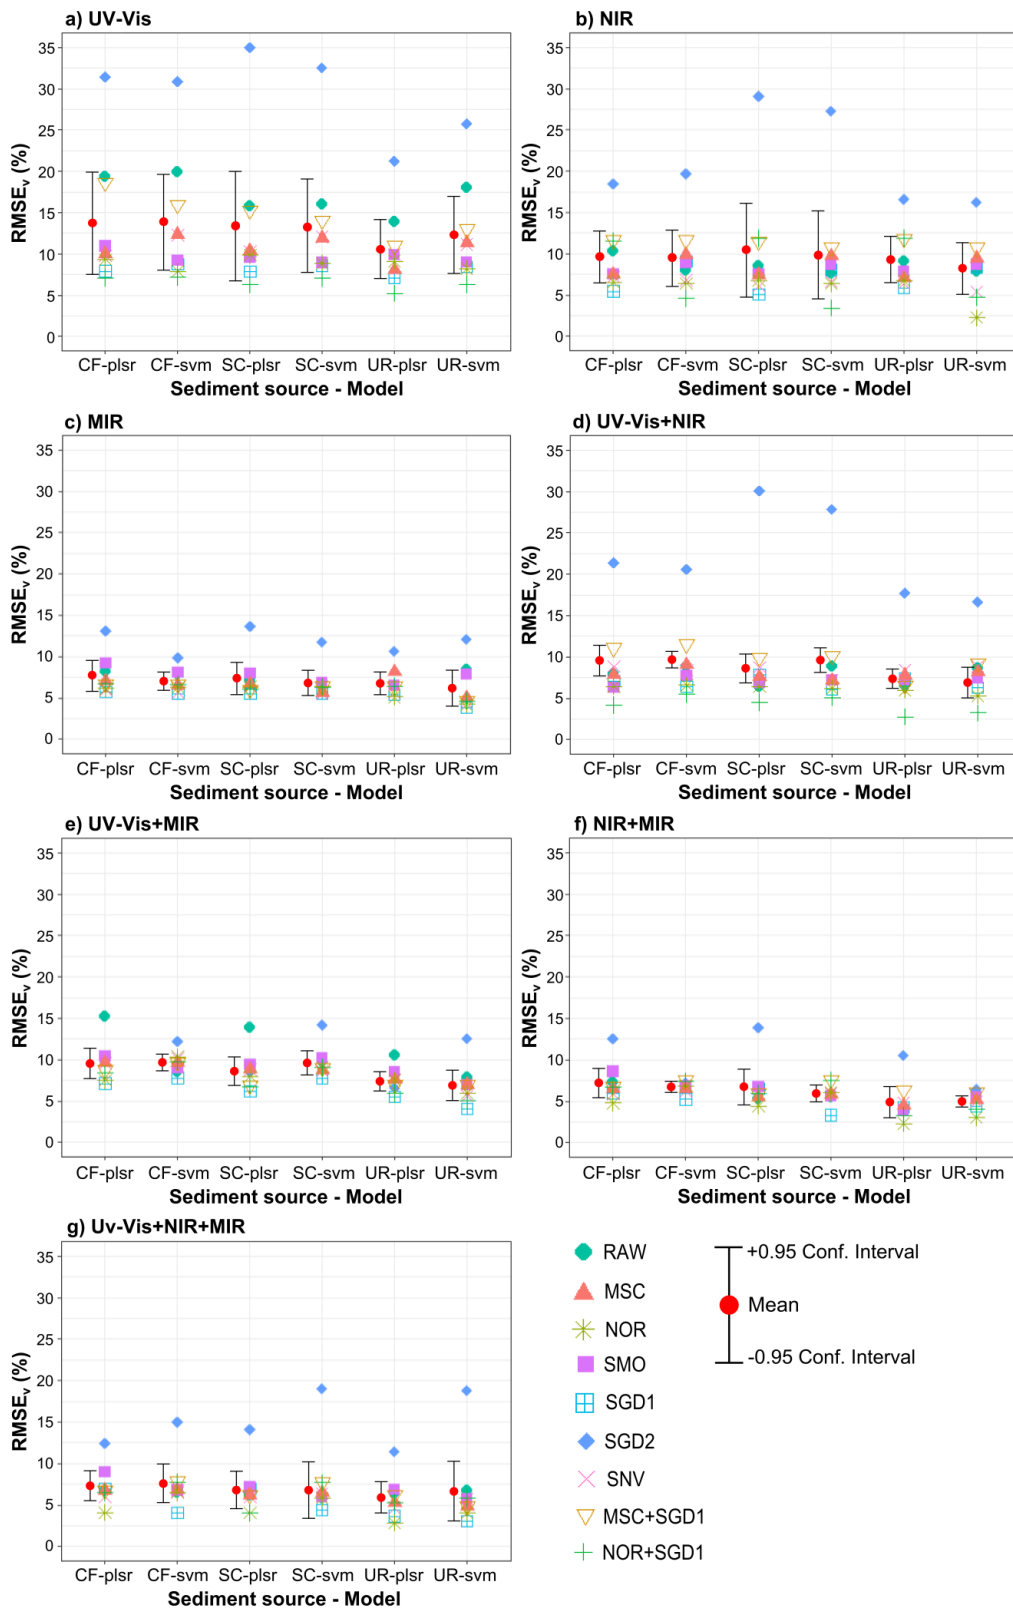 a) UV-Vis
35
30
25
20
15
10
5
0
RMSEᵥ (%)
CF-plsr CF-svm SC-plsr SC-svm UR-plsr UR-svm
Sediment source - Model
b) NIR
35
30
25
20
15
10
5
0
RMSEᵥ (%)
CF-plsr CF-svm SC-plsr SC-svm UR-plsr UR-svm
Sediment source - Model
c) MIR
35
30
25
20
15
10
5
0
RMSEᵥ (%)
CF-plsr CF-svm SC-plsr SC-svm UR-plsr UR-svm
Sediment source - Model
d) UV-Vis+NIR
35
30
25
20
15
10
5
0
RMSEᵥ (%)
CF-plsr CF-svm SC-plsr SC-svm UR-plsr UR-svm
Sediment source - Model
e) UV-Vis+MIR
35
30
25
20
15
10
5
0
RMSEᵥ (%)
CF-plsr CF-svm SC-plsr SC-svm UR-plsr UR-svm
Sediment source - Model
f) NIR+MIR
35
30
25
20
15
10
5
0
RMSEᵥ (%)
CF-plsr CF-svm SC-plsr SC-svm UR-plsr UR-svm
Sediment source - Model
g) Uv-Vis+NIR+MIR
35
30
25
20
15
10
5
0
RMSEᵥ (%)
CF-plsr CF-svm SC-plsr SC-svm UR-plsr UR-svm
Sediment source - Model
RAW
MSC
NOR
SMO
SGD1
SGD2
SNV
MSC+SGD1
NOR+SGD1
+0.95 Conf. Interval
Mean
-0.95 Conf. Interval